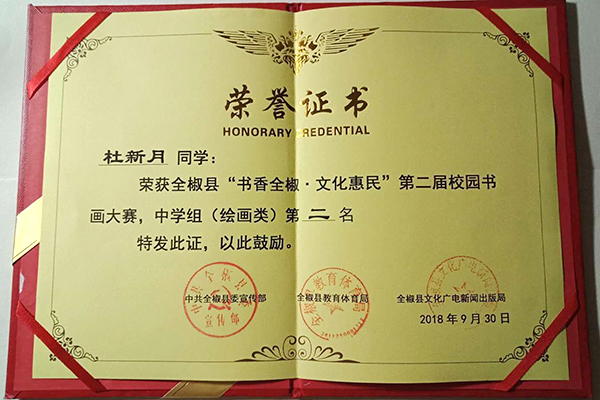 荣誉证书
HONORARY CREDENTIAL
杜新月 同学：
荣获全椒县“书香全椒·文化惠民”第二届校园书
画大赛，中学组（绘画类）第 二 名
特发此证，以此鼓励。
中共全椒县委宣传部 全椒县教育体育局 全椒县文化广电新闻出版局
2018 年 9 月 30 日